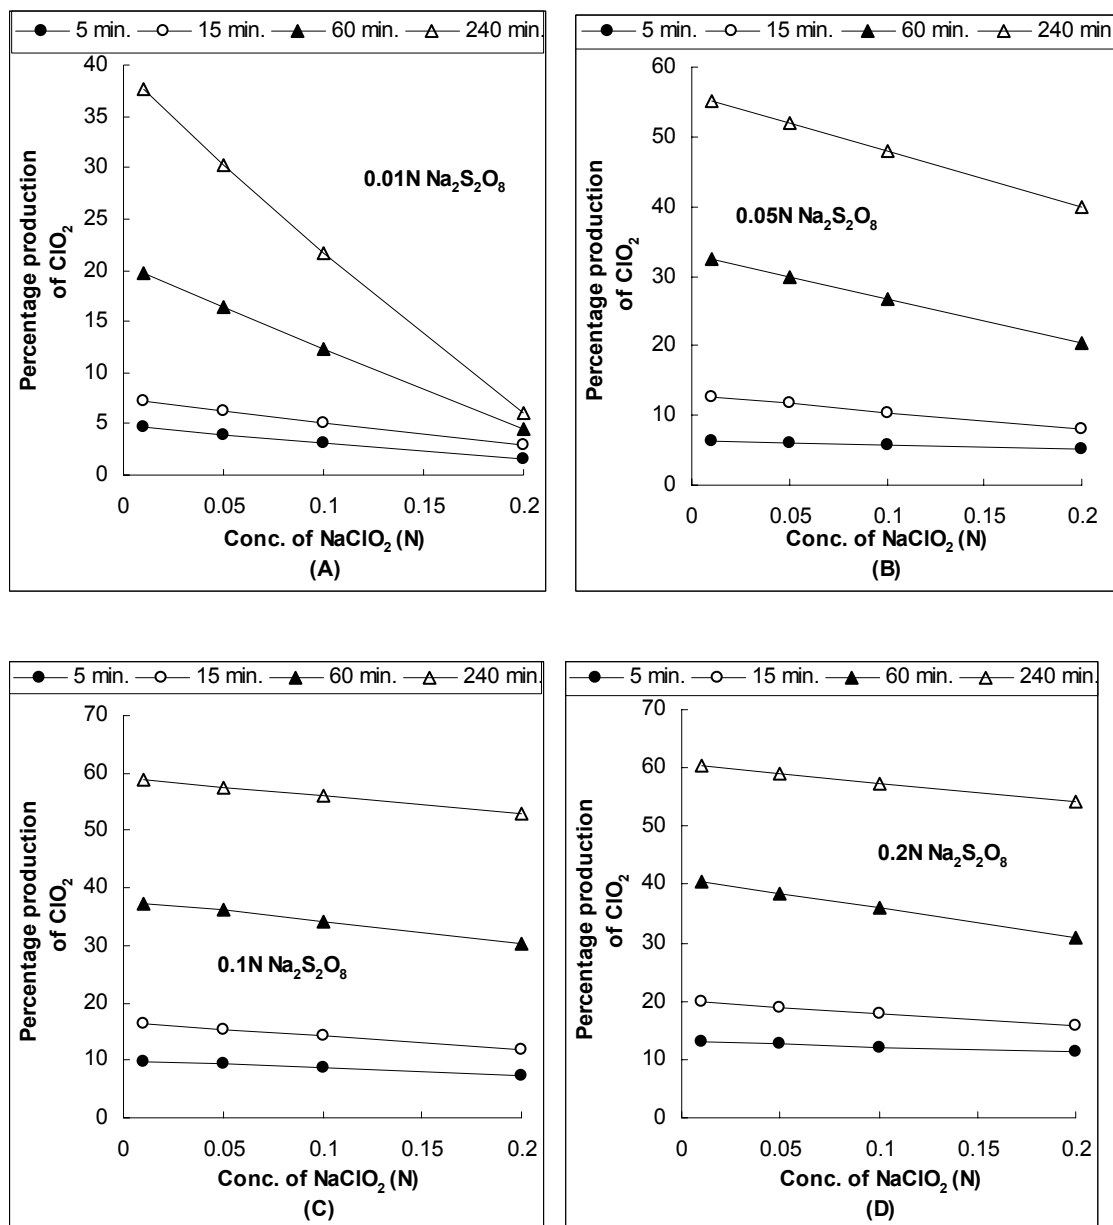 5 min. 15 min. 60 min. 240 min.
40
35
30
25
20
15
10
5
0
Percentage production
of ClO₂
0.01N Na₂S₂O₈
0 0.05 0.1 0.15 0.2
Conc. of NaClO₂ (N)
(A)
5 min. 15 min. 60 min. 240 min.
60
50
40
30
20
10
0
Percentage production
of ClO₂
0.05N Na₂S₂O₈
0 0.05 0.1 0.15 0.2
Conc. of NaClO₂ (N)
(B)
5 min. 15 min. 60 min. 240 min.
70
60
50
40
30
20
10
0
Percentage production
of ClO₂
0.1N Na₂S₂O₈
0 0.05 0.1 0.15 0.2
Conc. of NaClO₂ (N)
(C)
5 min. 15 min. 60 min. 240 min.
70
60
50
40
30
20
10
0
Percentage production
of ClO₂
0.2N Na₂S₂O₈
0 0.05 0.1 0.15 0.2
Conc. of NaClO₂ (N)
(D)